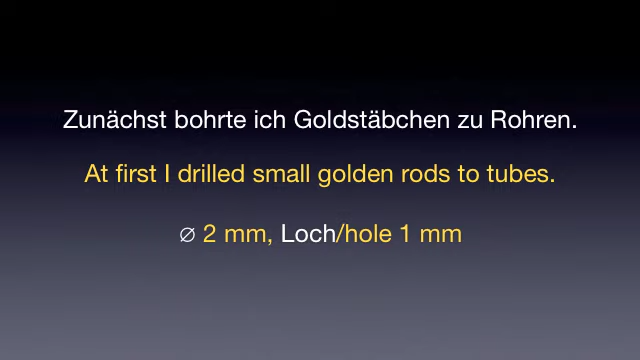 Zunächst bohrte ich Goldstäbchen zu Rohren.
At first I drilled small golden rods to tubes.
∅ 2 mm, Loch/hole 1 mm